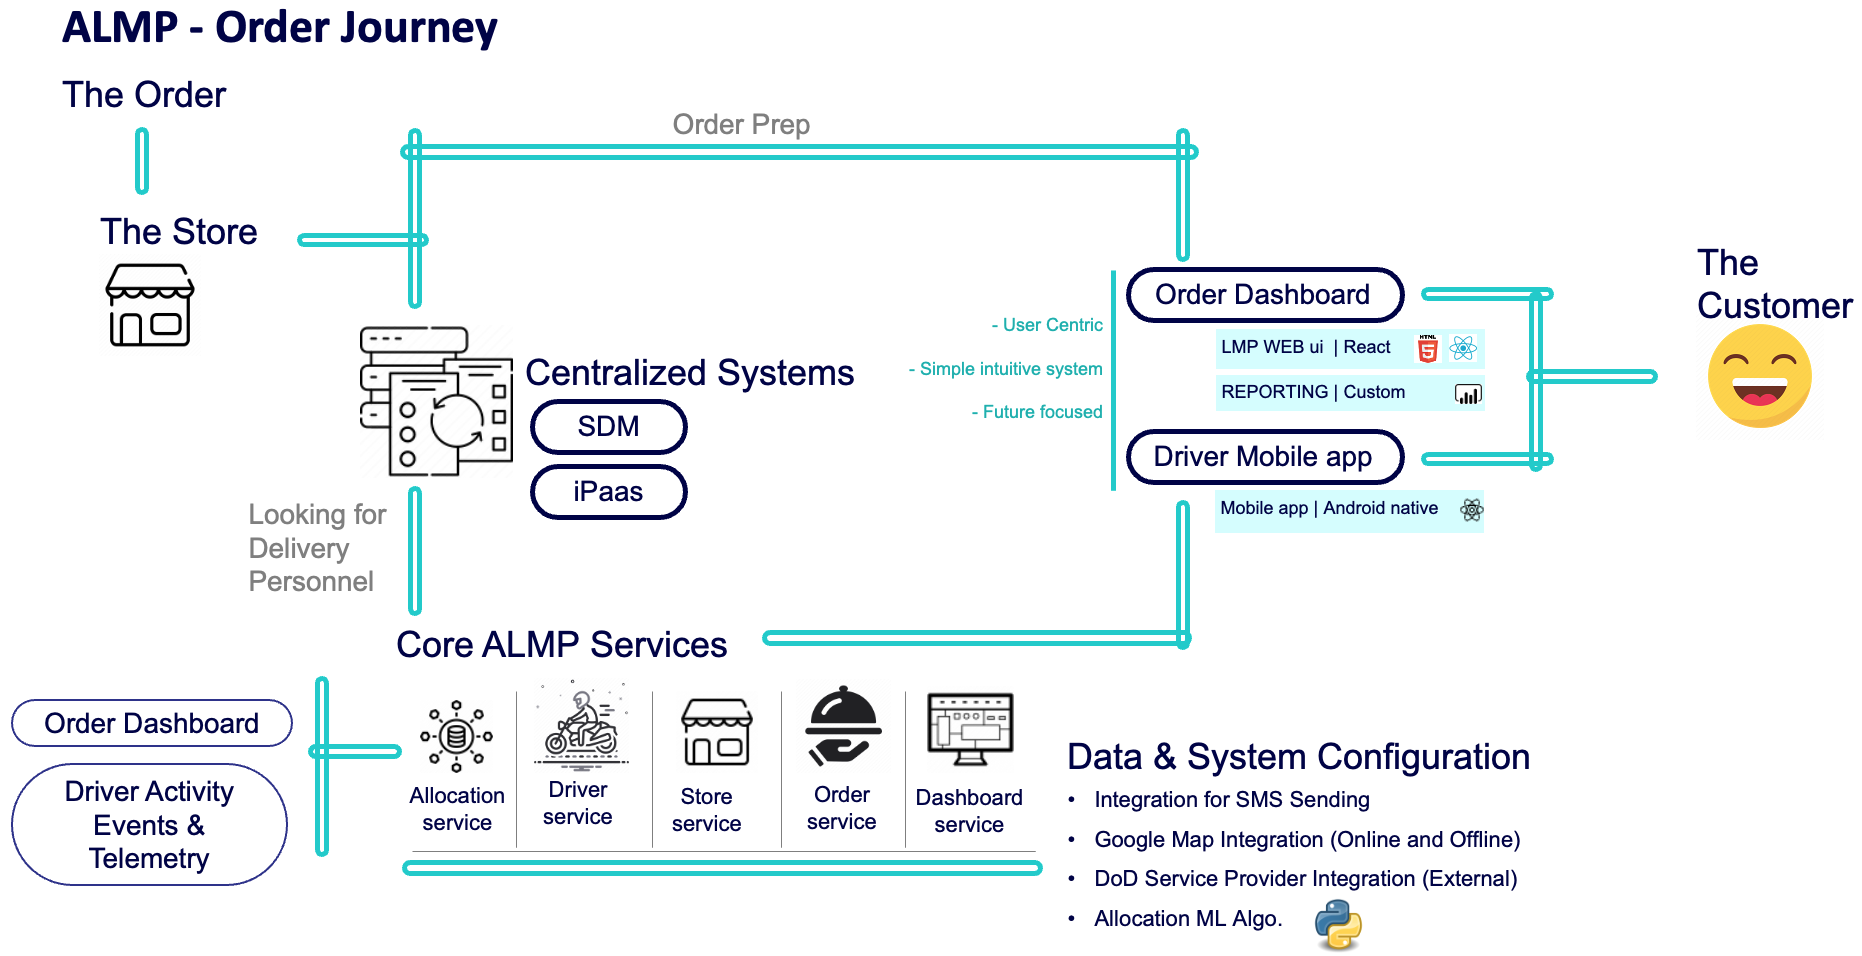 ALMP - Order Journey
The Order
Order Prep
The Store
The
Customer
Order Dashboard
- User Centric
LMP WEB ui | React
HTML
5
Centralized Systems
- Simple intuitive system
REPORTING | Custom
SDM
- Future focused
Driver Mobile app
iPaas
Mobile app | Android native
Looking for
Delivery
Personnel
Core ALMP Services
Order Dashboard
Driver Activity
Events &
Telemetry
Allocation
service
Driver
service
Store
service
Order
service
Dashboard
service
Data & System Configuration
• Integration for SMS Sending
• Google Map Integration (Online and Offline)
• DoD Service Provider Integration (External)
• Allocation ML Algo.